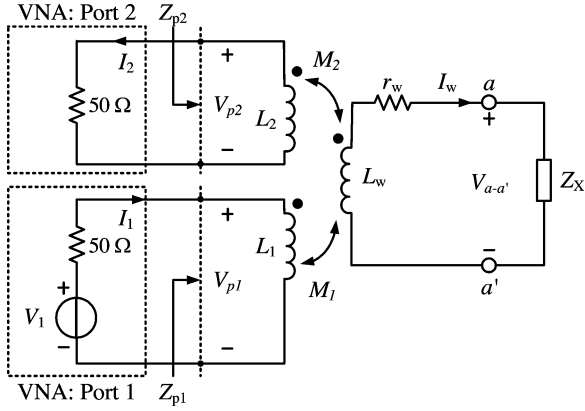 VNA: Port 2
Z_p2
I_2
50 Ω
+
V_p2
−
L_2
M_2
r_w
I_w
a
+
L_w
V_a-a'
Z_X
−
a'
I_1
50 Ω
+
V_1
−
+
V_p1
−
L_1
M_1
VNA: Port 1
Z_p1